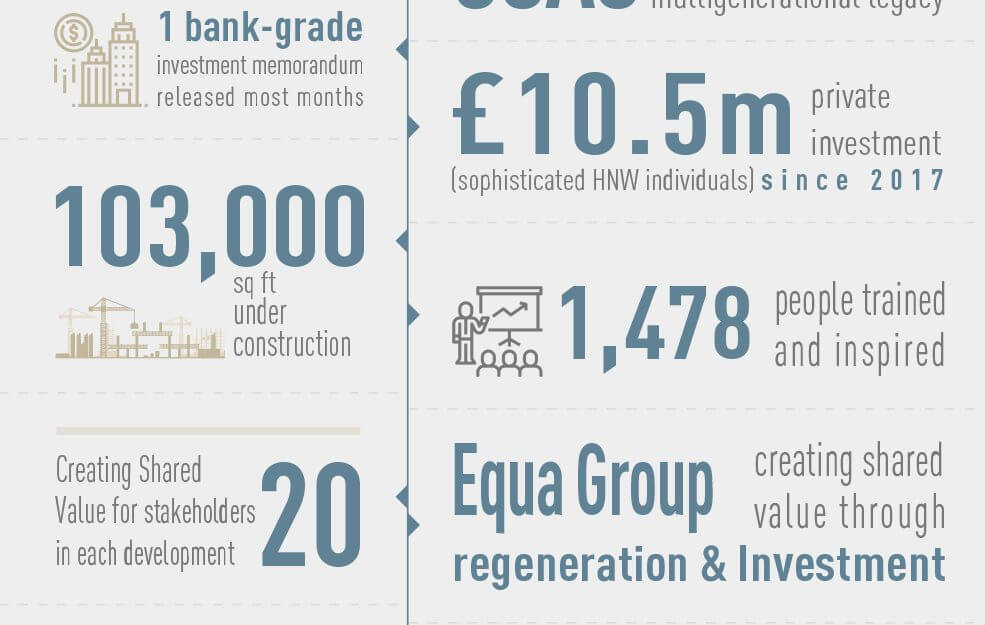 1 bank-grade
investment memorandum
released most months
103,000
sq ft
under
construction
Creating Shared
Value for stakeholders
in each development
20
multigenerational legacy
£10.5m
private
investment
(sophisticated HNW individuals) since 2017
1,478
people trained
and inspired
Equa Group
creating shared
value through
regeneration & Investment